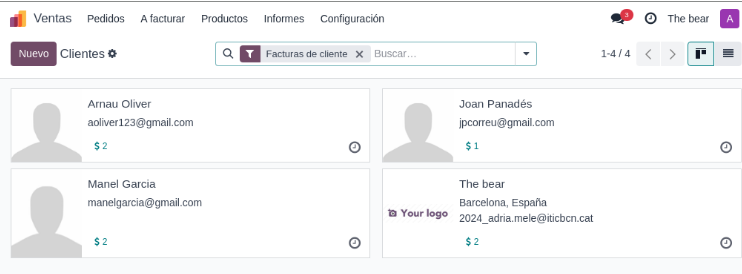 Ventas Pedidos A facturar Productos Informes Configuración 3 The bear A
Nuevo Clientes Facturas de cliente Buscar... 1-4 / 4
Arnau Oliver
aoliver123@gmail.com
$ 2
Joan Panadés
jpcorreu@gmail.com
$ 1
Manel Garcia
manelgarcia@gmail.com
$ 2
Your logo
The bear
Barcelona, España
2024_adria.mele@iticbcn.cat
$ 2